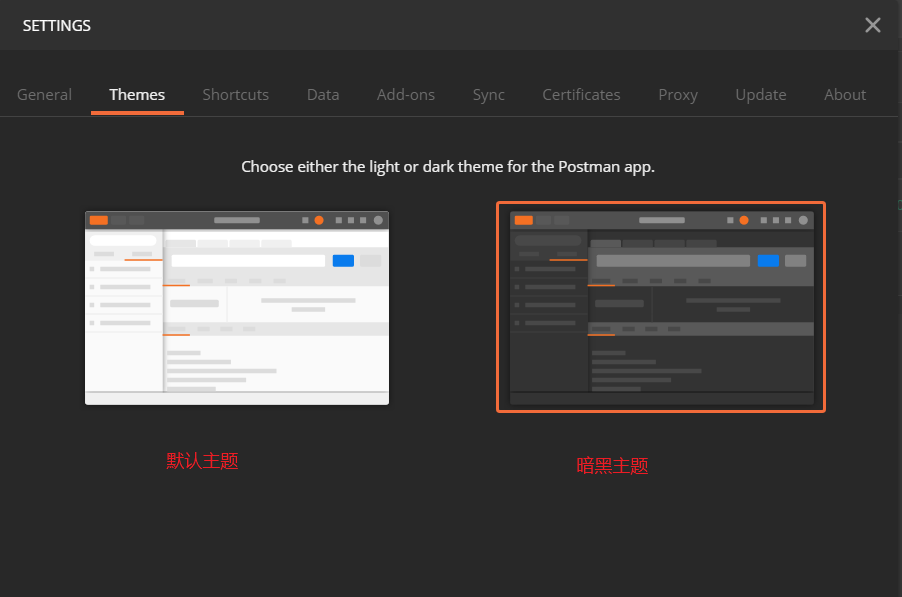 SETTINGS
General Themes Shortcuts Data Add-ons Sync Certificates Proxy Update About
Choose either the light or dark theme for the Postman app.
默认主题
暗黑主题